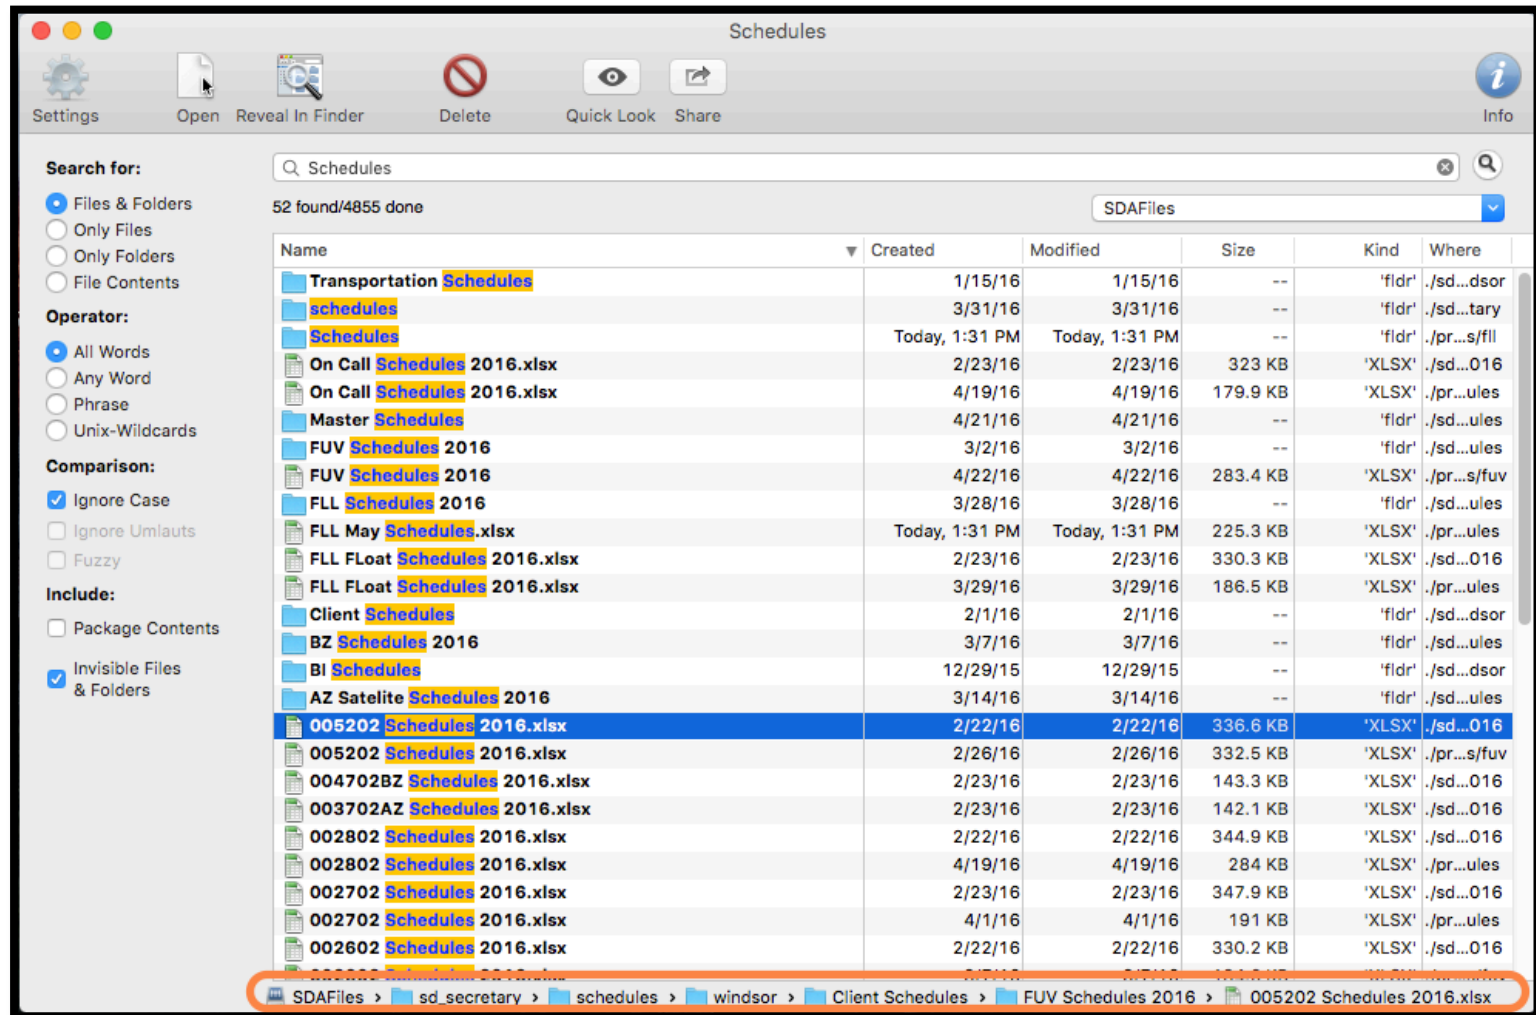 Schedules
Settings Open Reveal In Finder Delete Quick Look Share Info
Search for:
Files & Folders
Only Files
Only Folders
File Contents
Operator:
All Words
Any Word
Phrase
Unix-Wildcards
Comparison:
Ignore Case
Ignore Umlauts
Fuzzy
Include:
Package Contents
Invisible Files
& Folders
Schedules
52 found/4855 done SDAFiles
Name Created Modified Size Kind Where
Transportation Schedules 1/15/16 1/15/16 -- 'fldr' ./sd...dsor
schedules 3/31/16 3/31/16 -- 'fldr' ./sd...tary
Schedules Today, 1:31 PM Today, 1:31 PM -- 'fldr' ./pr...s/fll
On Call Schedules 2016.xlsx 2/23/16 2/23/16 323 KB 'XLSX' ./sd...016
On Call Schedules 2016.xlsx 4/19/16 4/19/16 179.9 KB 'XLSX' ./pr...ules
Master Schedules 4/21/16 4/21/16 -- 'fldr' ./sd...ules
FUV Schedules 2016 3/2/16 3/2/16 -- 'fldr' ./sd...ules
FUV Schedules 2016 4/22/16 4/22/16 283.4 KB 'XLSX' ./pr...s/fuv
FLL Schedules 2016 3/28/16 3/28/16 -- 'fldr' ./sd...ules
FLL May Schedules.xlsx Today, 1:31 PM Today, 1:31 PM 225.3 KB 'XLSX' ./pr...ules
FLL FLoat Schedules 2016.xlsx 2/23/16 2/23/16 330.3 KB 'XLSX' ./sd...016
FLL FLoat Schedules 2016.xlsx 3/29/16 3/29/16 186.5 KB 'XLSX' ./pr...ules
Client Schedules 2/1/16 2/1/16 -- 'fldr' ./sd...dsor
BZ Schedules 2016 3/7/16 3/7/16 -- 'fldr' ./sd...ules
BI Schedules 12/29/15 12/29/15 -- 'fldr' ./sd...dsor
AZ Satelite Schedules 2016 3/14/16 3/14/16 -- 'fldr' ./sd...ules
005202 Schedules 2016.xlsx 2/22/16 2/22/16 336.6 KB 'XLSX' ./sd...016
005202 Schedules 2016.xlsx 2/26/16 2/26/16 332.5 KB 'XLSX' ./pr...s/fuv
004702BZ Schedules 2016.xlsx 2/23/16 2/23/16 143.3 KB 'XLSX' ./sd...016
003702AZ Schedules 2016.xlsx 2/23/16 2/23/16 142.1 KB 'XLSX' ./sd...016
002802 Schedules 2016.xlsx 2/22/16 2/22/16 344.9 KB 'XLSX' ./sd...016
002802 Schedules 2016.xlsx 4/19/16 4/19/16 284 KB 'XLSX' ./pr...ules
002702 Schedules 2016.xlsx 2/23/16 2/23/16 347.9 KB 'XLSX' ./sd...016
002702 Schedules 2016.xlsx 4/1/16 4/1/16 191 KB 'XLSX' ./pr...ules
002602 Schedules 2016.xlsx 2/22/16 2/22/16 330.2 KB 'XLSX' ./sd...016
SDAFiles › sd_secretary › schedules › windsor › Client Schedules › FUV Schedules 2016 › 005202 Schedules 2016.xlsx